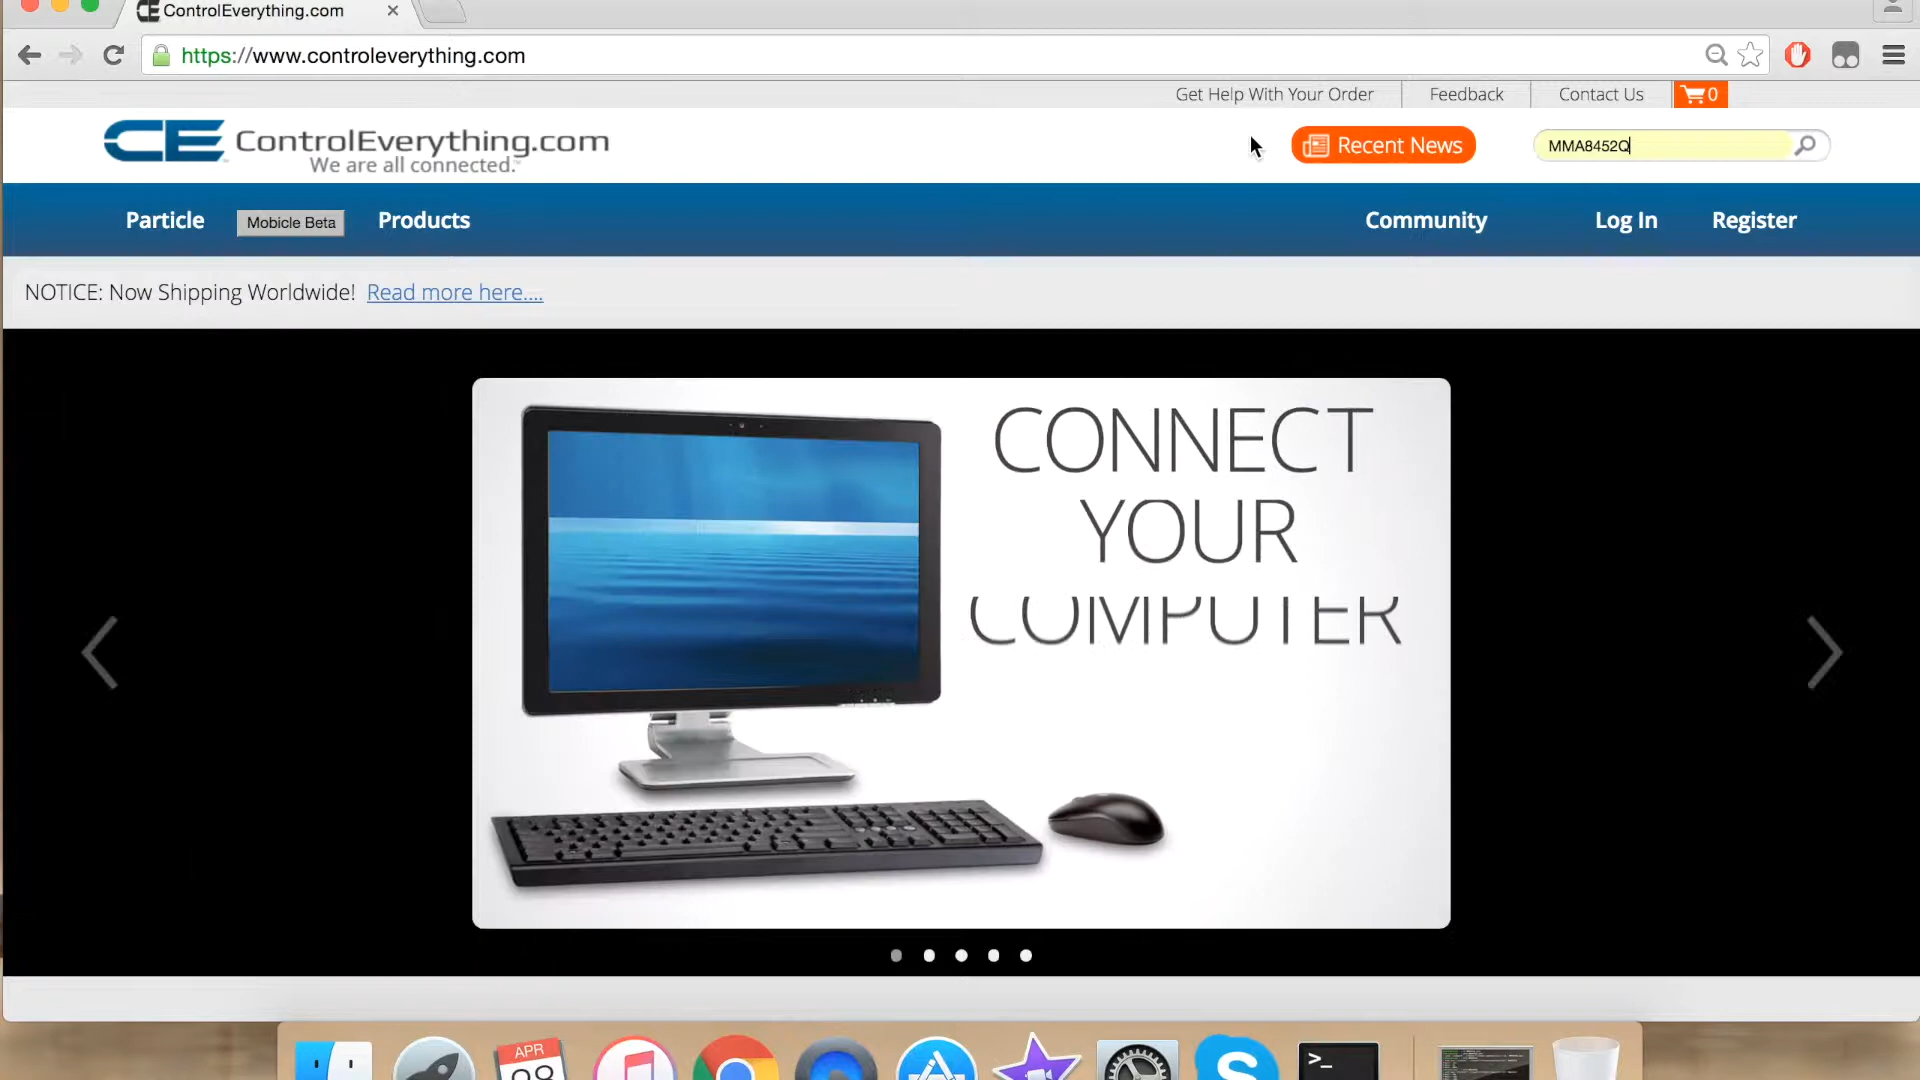 ControlEverything.com
https://www.controleverything.com
Get Help With Your Order Feedback Contact Us 0
CE ControlEverything.com
We are all connected.™
Recent News
MMA8452Q
Particle Mobicle Beta Products Community Log In Register
NOTICE: Now Shipping Worldwide! Read more here....
CONNECT
YOUR
COMPUTER
APR